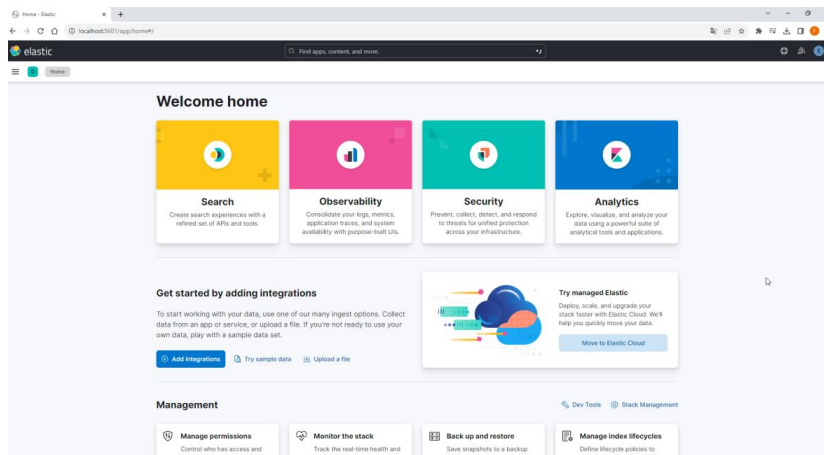 Home - Elastic
localhost:5601/app/home#/
elastic
Find apps, content, and more.
^/
D
Home
Welcome home
Search
Create search experiences with a
refined set of APIs and tools.
Observability
Consolidate your logs, metrics,
application traces, and system
availability with purpose-built UIs.
Security
Prevent, collect, detect, and respond
to threats for unified protection
across your infrastructure.
Analytics
Explore, visualize, and analyze your
data using a powerful suite of
analytical tools and applications.
Get started by adding integrations
To start working with your data, use one of our many ingest options. Collect
data from an app or service, or upload a file. If you're not ready to use your
own data, play with a sample data set.
Add integrations
Try sample data
Upload a file
Try managed Elastic
Deploy, scale, and upgrade your
stack faster with Elastic Cloud. We'll
help you quickly move your data.
Move to Elastic Cloud
Management
Dev Tools
Stack Management
Manage permissions
Control who has access and
Monitor the stack
Track the real-time health and
Back up and restore
Save snapshots to a backup
Manage index lifecycles
Define lifecycle policies to